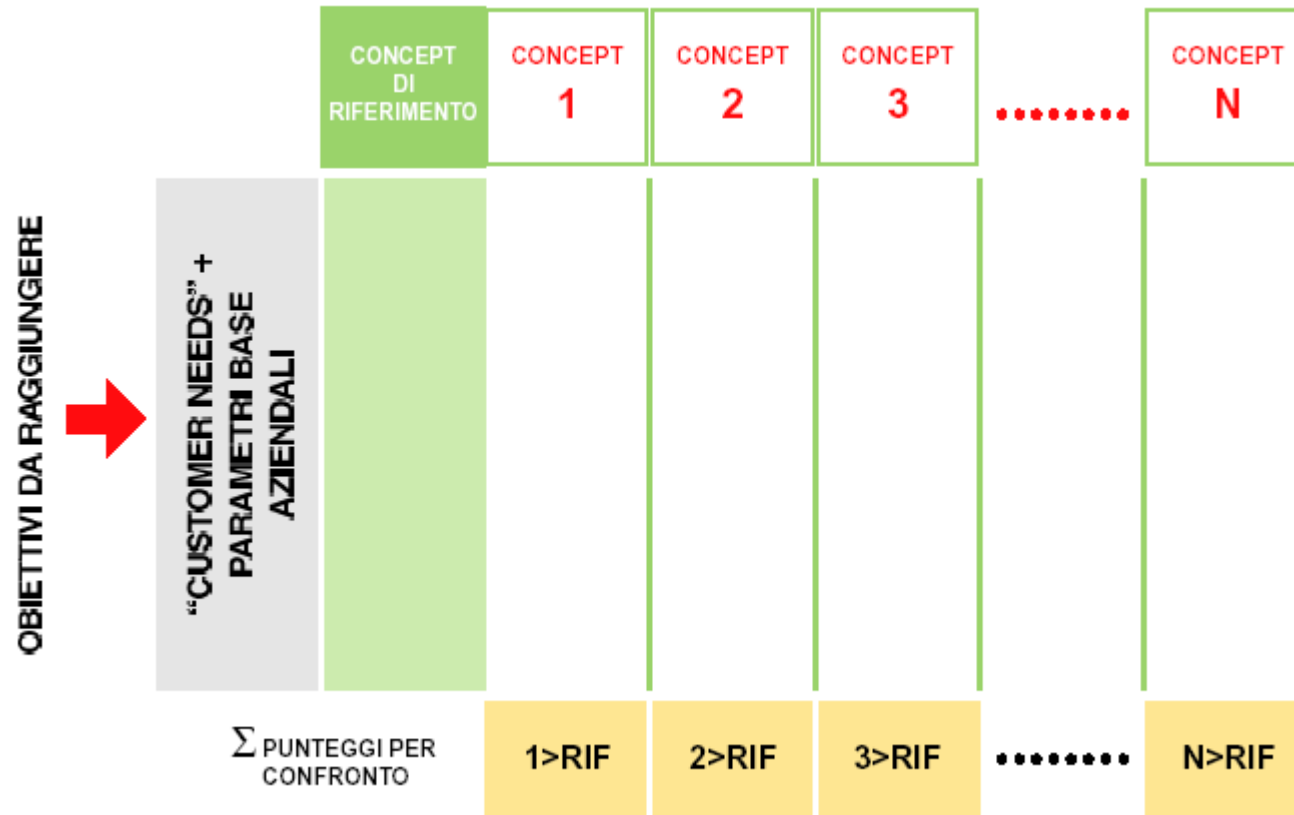 CONCEPT
DI
RIFERIMENTO
CONCEPT
1
CONCEPT
2
CONCEPT
3
........
CONCEPT
N
OBIETTIVI DA RAGGIUNGERE
“CUSTOMER NEEDS” +
PARAMETRI BASE
AZIENDALI
Σ PUNTEGGI PER
CONFRONTO
1>RIF
2>RIF
3>RIF
........
N>RIF